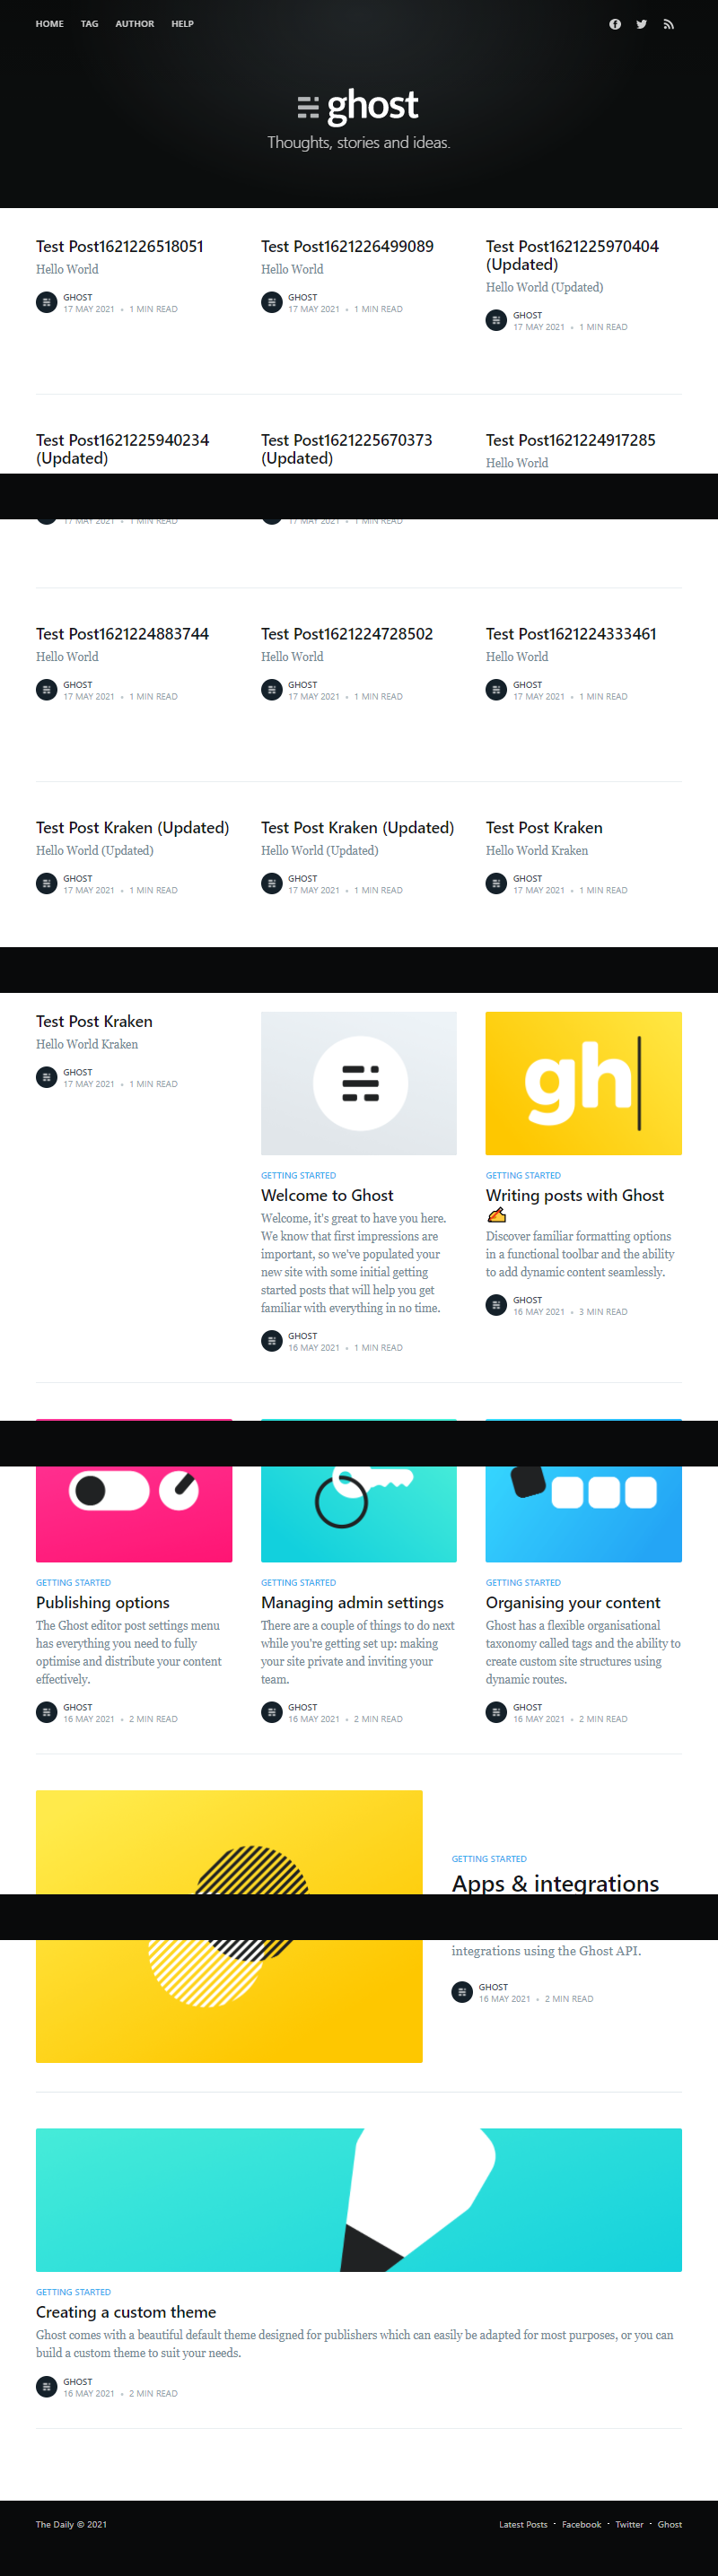 HOME TAG AUTHOR HELP
ghost
Thoughts, stories and ideas.
Test Post1621226518051
Hello World
GHOST
17 MAY 2021 • 1 MIN READ
Test Post1621226499089
Hello World
GHOST
17 MAY 2021 • 1 MIN READ
Test Post1621225970404
(Updated)
Hello World (Updated)
GHOST
17 MAY 2021 • 1 MIN READ
Test Post1621225940234
(Updated)
17 MAY 2021 • 1 MIN READ
Test Post1621225670373
(Updated)
17 MAY 2021 • 1 MIN READ
Test Post1621224917285
Hello World
Test Post1621224883744
Hello World
GHOST
17 MAY 2021 • 1 MIN READ
Test Post1621224728502
Hello World
GHOST
17 MAY 2021 • 1 MIN READ
Test Post1621224333461
Hello World
GHOST
17 MAY 2021 • 1 MIN READ
Test Post Kraken (Updated)
Hello World (Updated)
GHOST
17 MAY 2021 • 1 MIN READ
Test Post Kraken (Updated)
Hello World (Updated)
GHOST
17 MAY 2021 • 1 MIN READ
Test Post Kraken
Hello World Kraken
GHOST
17 MAY 2021 • 1 MIN READ
Test Post Kraken
Hello World Kraken
GHOST
17 MAY 2021 • 1 MIN READ
GETTING STARTED
Welcome to Ghost
Welcome, it's great to have you here.
We know that first impressions are
important, so we've populated your
new site with some initial getting
started posts that will help you get
familiar with everything in no time.
GHOST
16 MAY 2021 • 1 MIN READ
gh
GETTING STARTED
Writing posts with Ghost
✍️
Discover familiar formatting options
in a functional toolbar and the ability
to add dynamic content seamlessly.
GHOST
16 MAY 2021 • 3 MIN READ
GETTING STARTED
Publishing options
The Ghost editor post settings menu
has everything you need to fully
optimise and distribute your content
effectively.
GHOST
16 MAY 2021 • 2 MIN READ
GETTING STARTED
Managing admin settings
There are a couple of things to do next
while you're getting set up: making
your site private and inviting your
team.
GHOST
16 MAY 2021 • 2 MIN READ
GETTING STARTED
Organising your content
Ghost has a flexible organisational
taxonomy called tags and the ability to
create custom site structures using
dynamic routes.
GHOST
16 MAY 2021 • 2 MIN READ
GETTING STARTED
Apps & integrations
integrations using the Ghost API.
GHOST
16 MAY 2021 • 2 MIN READ
GETTING STARTED
Creating a custom theme
Ghost comes with a beautiful default theme designed for publishers which can easily be adapted for most purposes, or you can
build a custom theme to suit your needs.
GHOST
16 MAY 2021 • 2 MIN READ
The Daily © 2021
Latest Posts • Facebook • Twitter • Ghost